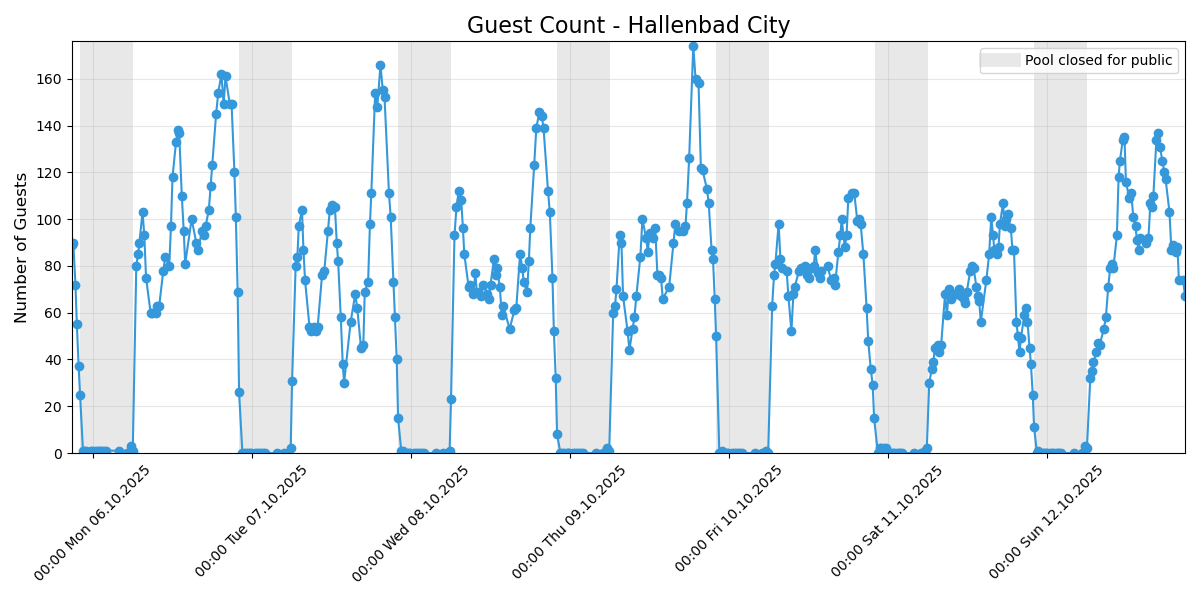 Guest Count - Hallenbad City
Pool closed for public
Number of Guests
160
140
120
100
80
60
40
20
0
00:00 Mon 06.10.2025
00:00 Tue 07.10.2025
00:00 Wed 08.10.2025
00:00 Thu 09.10.2025
00:00 Fri 10.10.2025
00:00 Sat 11.10.2025
00:00 Sun 12.10.2025